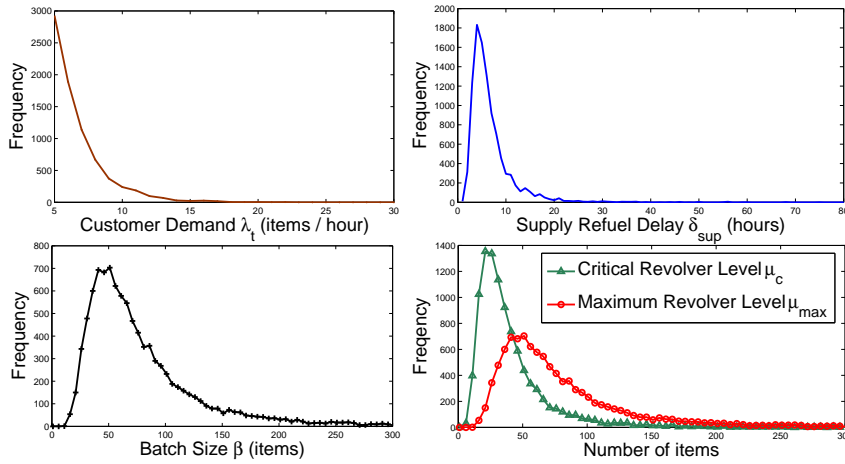 3000
2500
2000
1500
1000
500
0
Frequency
5 10 15 20 25 30
Customer Demand λt (items / hour)
2000
1800
1600
1400
1200
1000
800
600
400
200
0
Frequency
0 10 20 30 40 50 60 70 80
Supply Refuel Delay δsup (hours)
800
700
600
500
400
300
200
100
0
Frequency
0 50 100 150 200 250 300
Batch Size β (items)
1400
1200
1000
800
600
400
200
0
Freqency
0 50 100 150 200 250 300
Number of items
Critical Revolver Level μc
Maximum Revolver Level μmax